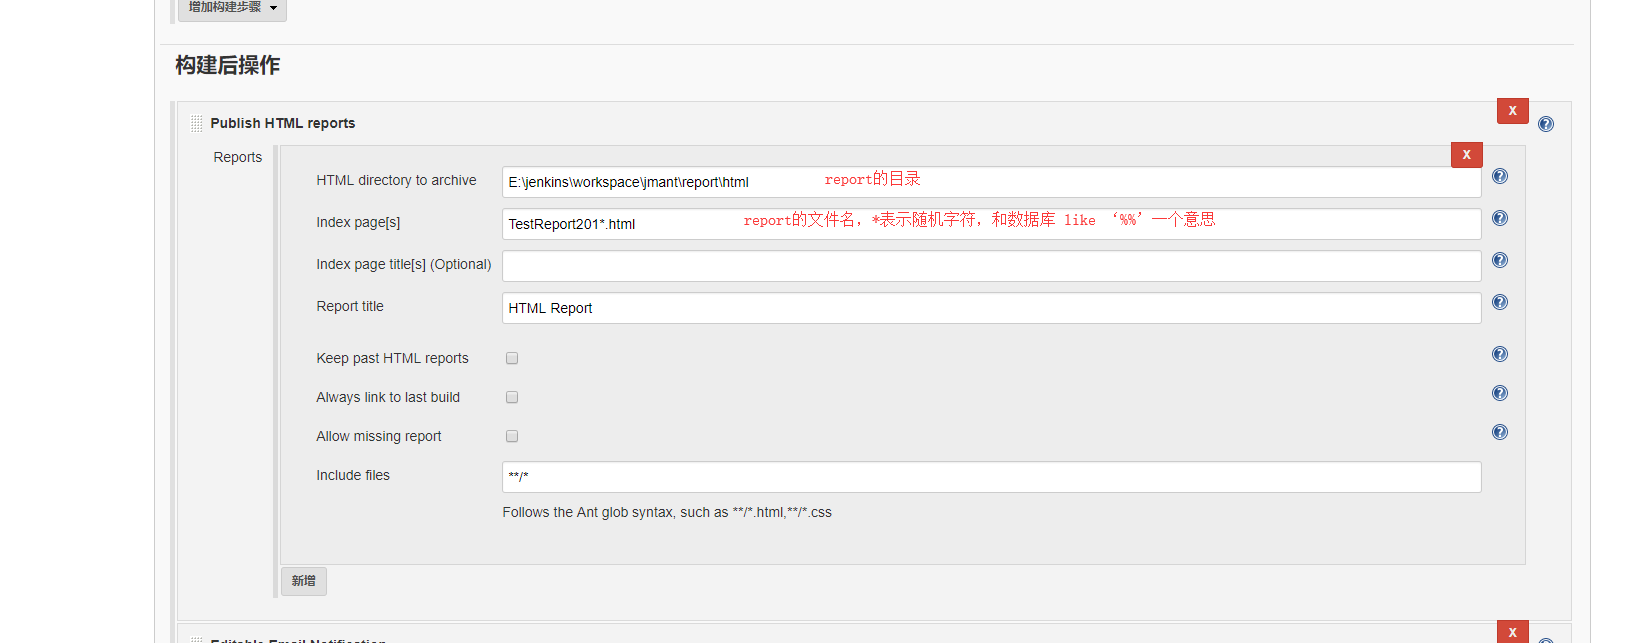 增加构建步骤
构建后操作
Publish HTML reports
X
Reports
X
HTML directory to archive
E:\jenkins\workspace\jmant\report\html
report的目录
Index page[s]
TestReport201*.html
report的文件名，*表示随机字符，和数据库 like ‘%%’一个意思
Index page title[s] (Optional)
Report title
HTML Report
Keep past HTML reports
Always link to last build
Allow missing report
Include files
**/*
Follows the Ant glob syntax, such as **/*.html,**/*.css
新增
Editable Email Notification
X